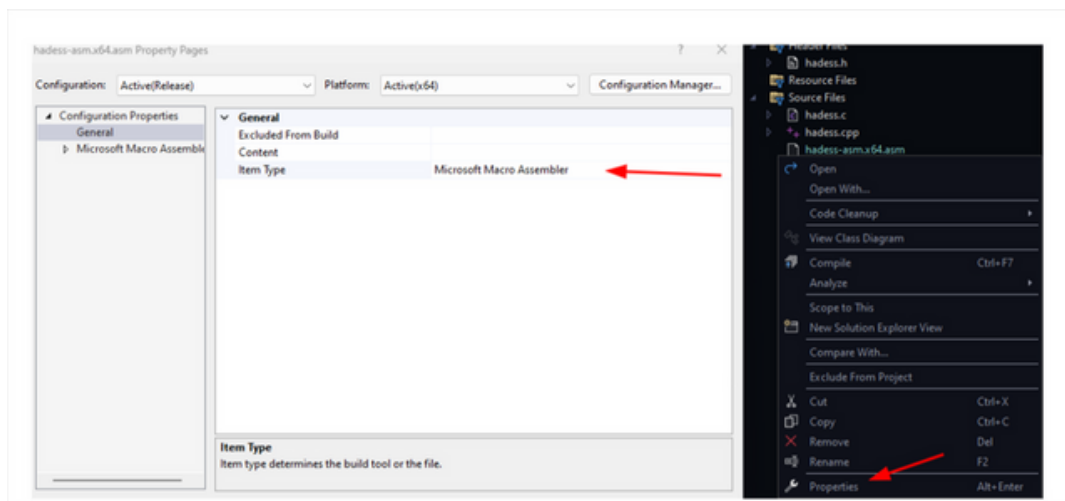 hadess-asm.x64.asm Property Pages
? ×
Configuration: Active(Release) Platform: Active(x64) Configuration Manager...
Configuration Properties
General
Microsoft Macro Assemble
General
Excluded From Build
Content
Item Type Microsoft Macro Assembler
Item Type
Item type determines the build tool or the file.
Header Files
hadess.h
Resource Files
Source Files
hadess.c
hadess.cpp
hadess-asm.x64.asm
Open
Open With...
Code Cleanup
View Class Diagram
Compile Ctrl+F7
Analyze
Scope to This
New Solution Explorer View
Compare With...
Exclude From Project
Cut Ctrl+X
Copy Ctrl+C
Remove Del
Rename F2
Properties Alt+Enter